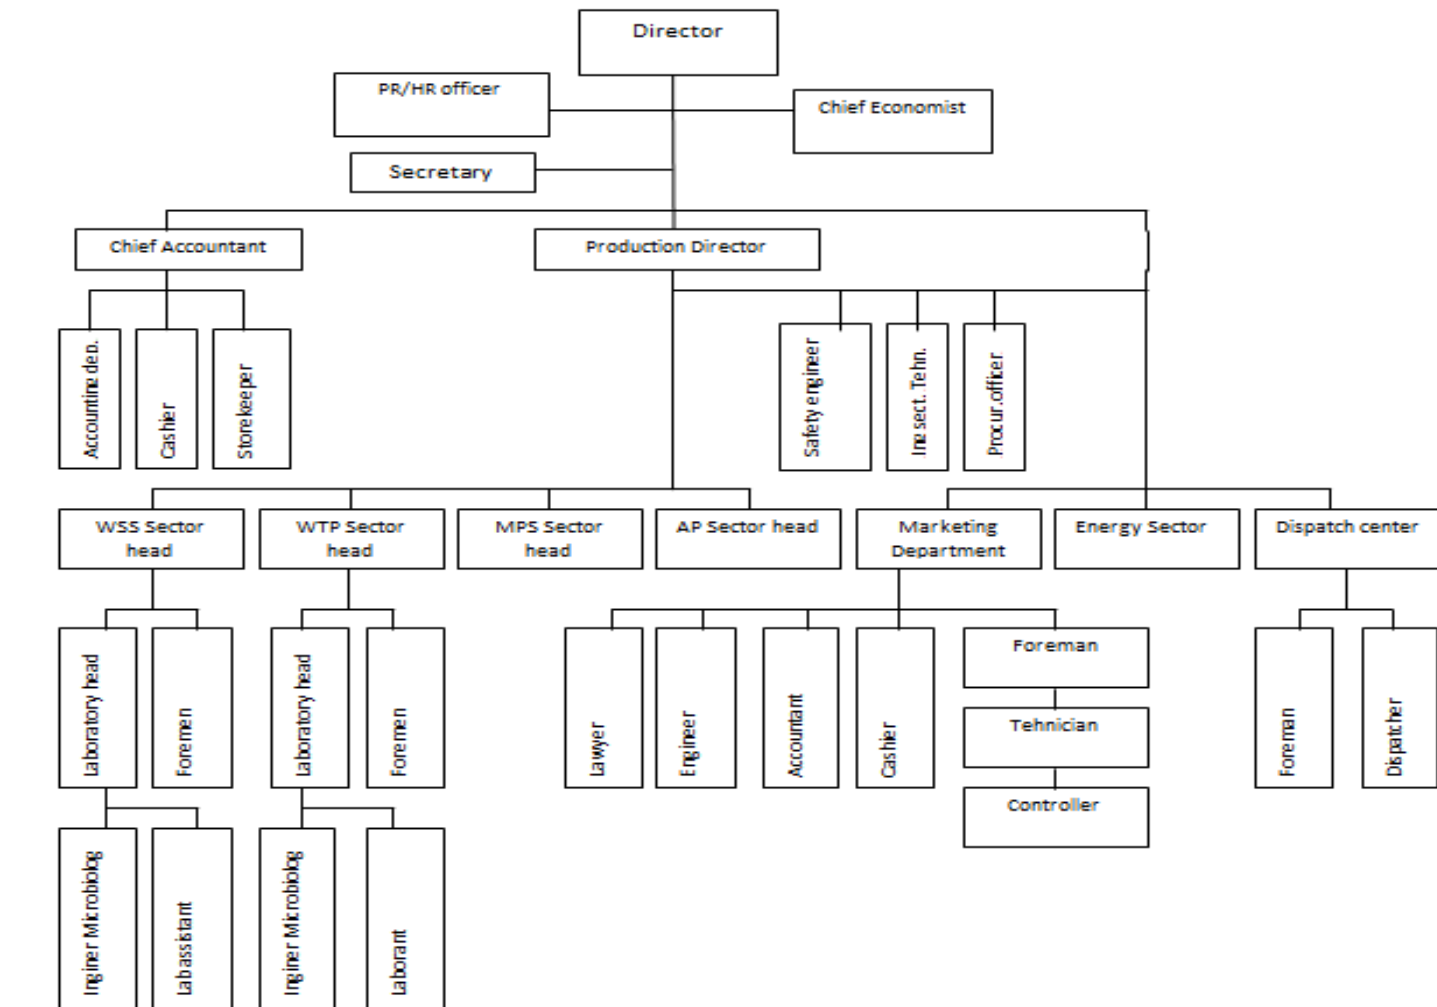 Director
PR/HR officer
Chief Economist
Secretary
Chief Accountant
Production Director
Accounting dep.
Cashier
Storekeeper
Safety engineer
Ing sect. Tehn.
Procur.officer
WSS Sector
head
WTP Sector
head
MPS Sector
head
AP Sector head
Marketing
Department
Energy Sector
Dispatch center
Laboratory head
Foremen
Laboratory head
Foremen
Lawyer
Engineer
Accountant
Cashier
Foreman
Tehnician
Controller
Foreman
Dispatcher
Inginer Microbiolog
Lab assistant
Inginer Microbiolog
Laborant